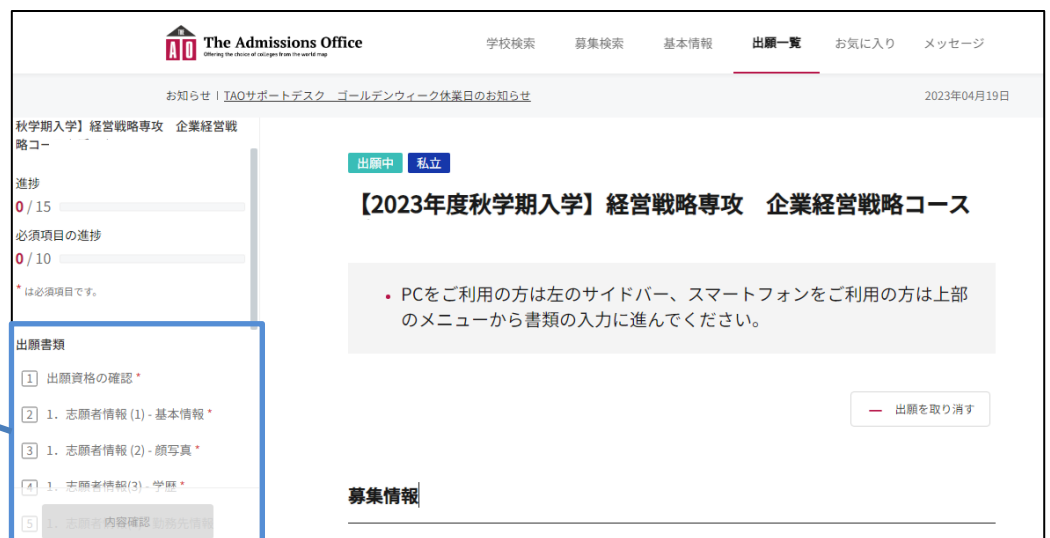 The Admissions Office
Offering the choice of colleges from the world map
学校検索 募集検索 基本情報 出願一覧 お気に入り メッセージ
お知らせ | TAOサポートデスク ゴールデンウィーク休業日のお知らせ 2023年04月19日
秋学期入学】経営戦略専攻 企業経営戦
略コー
進捗
0 / 15
必須項目の進捗
0 / 10
* は必須項目です。
出願書類
1 出願資格の確認 *
2 1. 志願者情報 (1) - 基本情報 *
3 1. 志願者情報 (2) - 顔写真 *
4 1. 志願者情報(3) - 学歴 *
5 1. 志願者 勤務先情報
内容確認
出願中 私立
【2023年度秋学期入学】経営戦略専攻 企業経営戦略コース
• PCをご利用の方は左のサイドバー、スマートフォンをご利用の方は上部
のメニューから書類の入力に進んでください。
— 出願を取り消す
募集情報